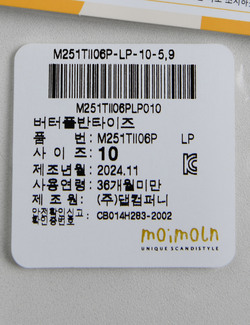 M251TII06P-LP-10-5,9
M251TII06PLP010
버터플반타이즈
품 번: M251TII06P LP
사 이 즈: 10
제조년월: 2024.11
사용연령: 36개월미만
제 조 원: (주)댑컴퍼니
안전확인신고
확인증번호 : CB014H283-2002
moimoln
UNIQUE SCANDISTYLE